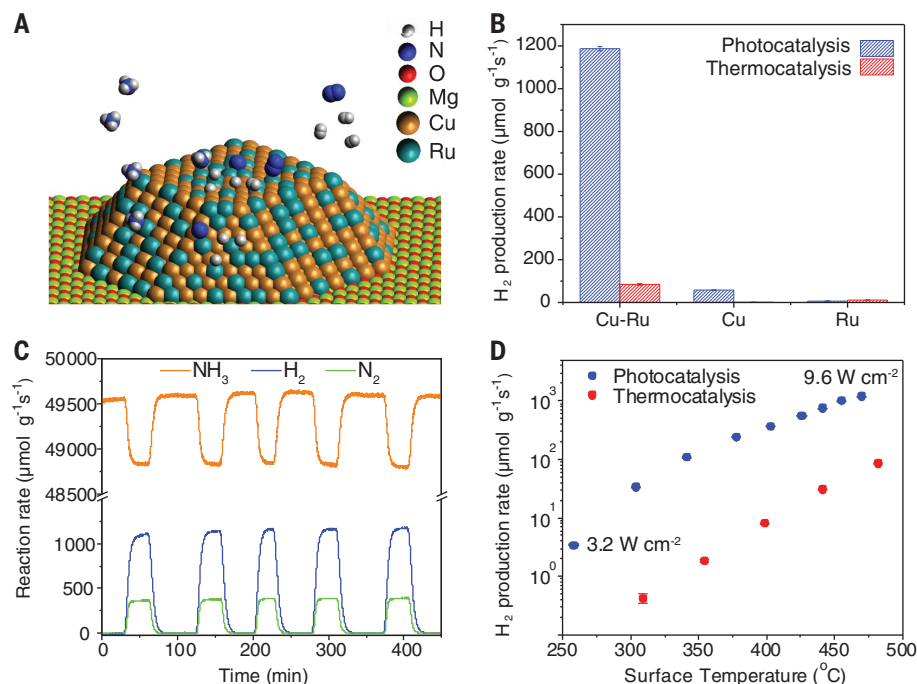 A
H
N
O
Mg
Cu
Ru
B
H₂ production rate (μmol g⁻¹s⁻¹)
1200
1000
800
600
400
200
0
Photocatalysis
Thermocatalysis
Cu-Ru Cu Ru
C
Reaction rate (μmol g⁻¹s⁻¹)
50000
49500
49000
48500
1000
500
0
NH₃ H₂ N₂
0 100 200 300 400
Time (min)
D
H₂ production rate (μmol g⁻¹s⁻¹)
10³
10²
10¹
10⁰
Photocatalysis
Thermocatalysis
9.6 W cm⁻²
3.2 W cm⁻²
250 300 350 400 450 500
Surface Temperature (°C)